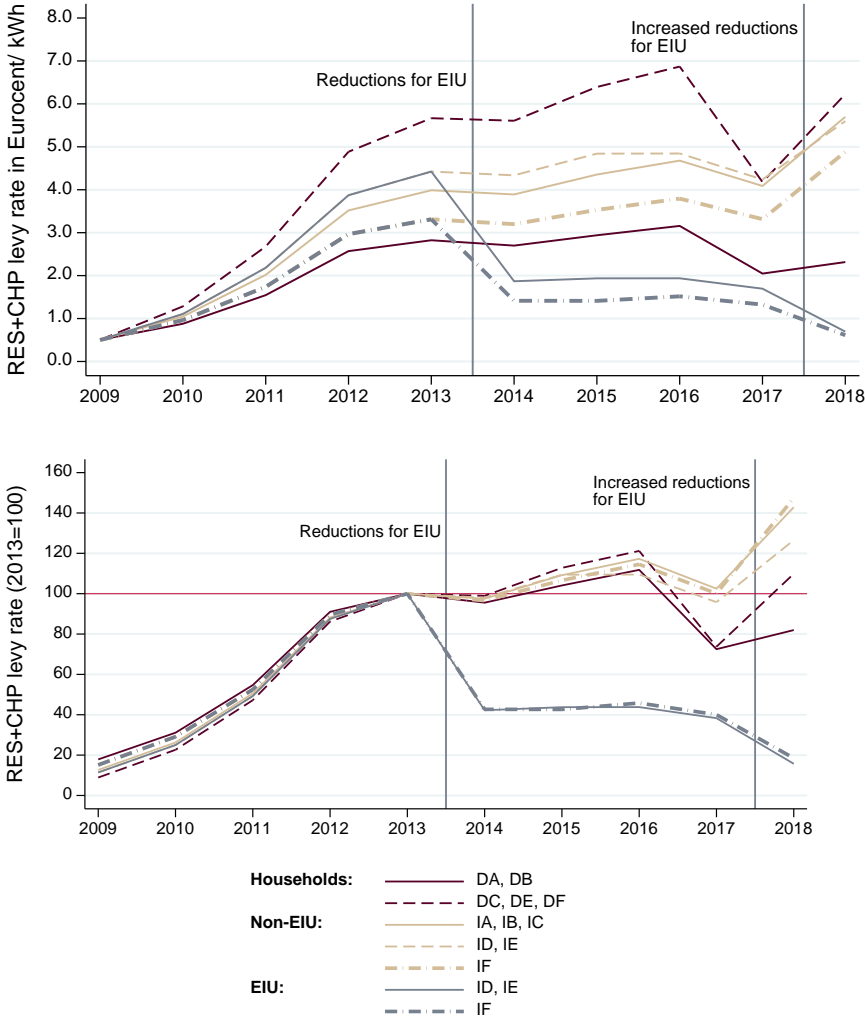 RES+CHP levy rate in Eurocent/ kWh
8.0
7.0
6.0
5.0
4.0
3.0
2.0
1.0
0.0
Reductions for EIU
Increased reductions
for EIU
2009 2010 2011 2012 2013 2014 2015 2016 2017 2018
RES+CHP levy rate (2013=100)
160
140
120
100
80
60
40
20
0
Reductions for EIU
Increased reductions
for EIU
2009 2010 2011 2012 2013 2014 2015 2016 2017 2018
Households: DA, DB
DC, DE, DF
Non-EIU: IA, IB, IC
ID, IE
IF
EIU: ID, IE
IF